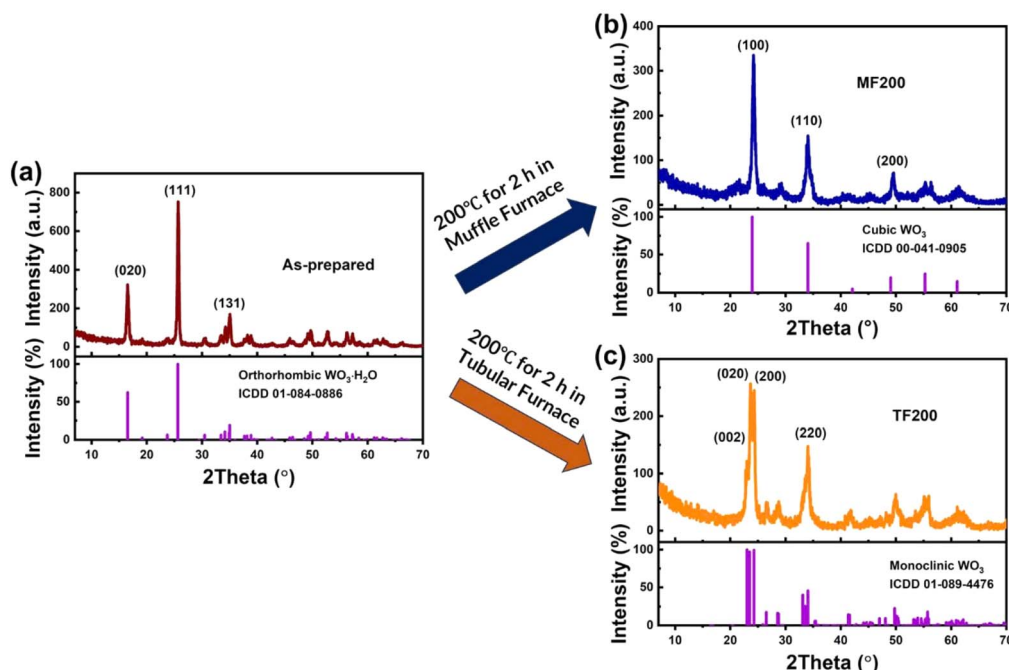 (a)
Intensity (a.u.)
800
600
400
200
0
(020)
(111)
(131)
As-prepared
Intensity (%)
100
50
0
Orthorhombic WO₃·H₂O
ICDD 01-084-0886
10 20 30 40 50 60 70
2Theta (°)
200℃ for 2 h in
Muffle Furnace
200℃ for 2 h in
Tubular Furnace
(b)
Intensity (a.u.)
400
300
200
100
0
(100)
(110)
(200)
MF200
Intensity (%)
100
50
0
Cubic WO₃
ICDD 00-041-0905
10 20 30 40 50 60 70
2Theta (°)
(c)
Intensity (a.u.)
300
200
100
0
(020)
(200)
(002)
(220)
TF200
Intensity (%)
100
50
0
Monoclinic WO₃
ICDD 01-089-4476
10 20 30 40 50 60 70
2Theta (°)